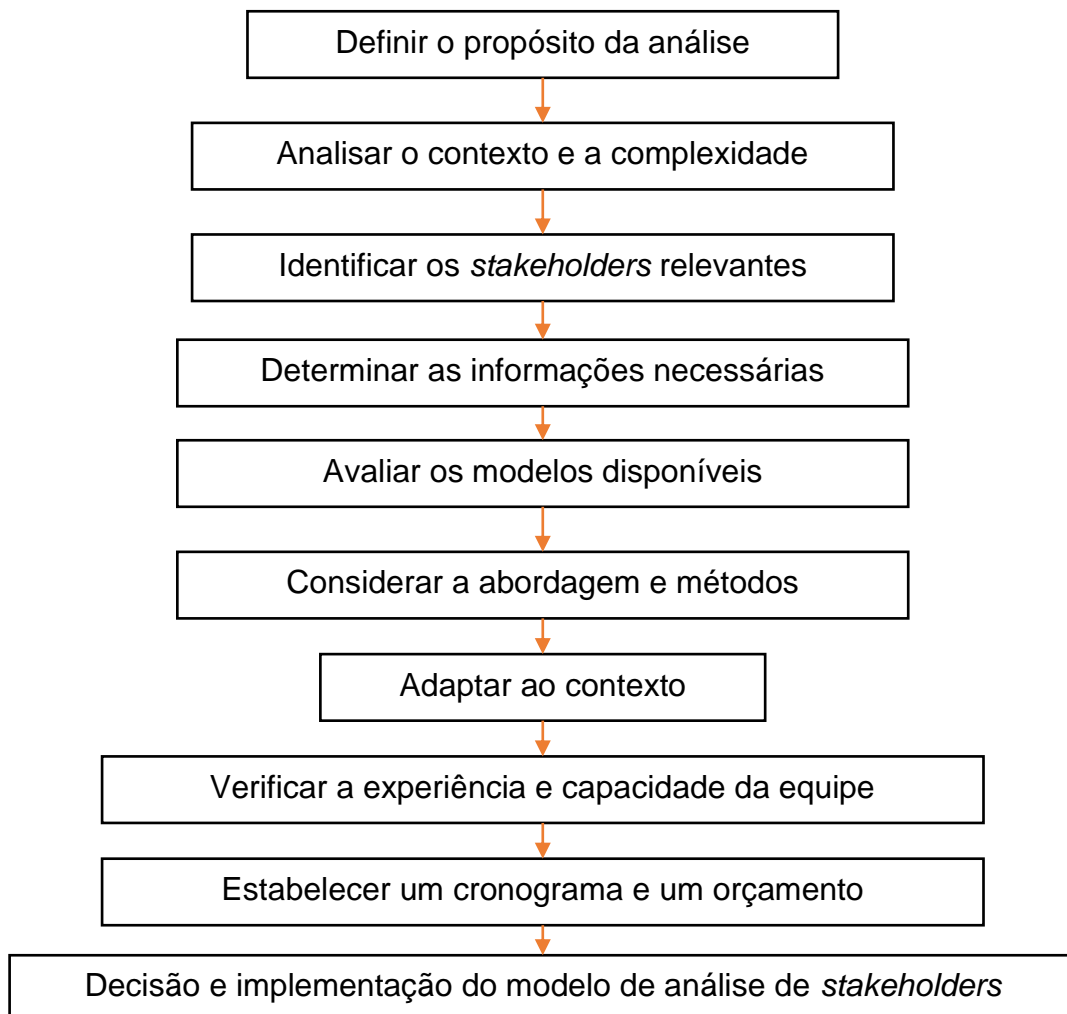 Definir o propósito da análise
Analisar o contexto e a complexidade
Identificar os stakeholders relevantes
Determinar as informações necessárias
Avaliar os modelos disponíveis
Considerar a abordagem e métodos
Adaptar ao contexto
Verificar a experiência e capacidade da equipe
Estabelecer um cronograma e um orçamento
Decisão e implementação do modelo de análise de stakeholders